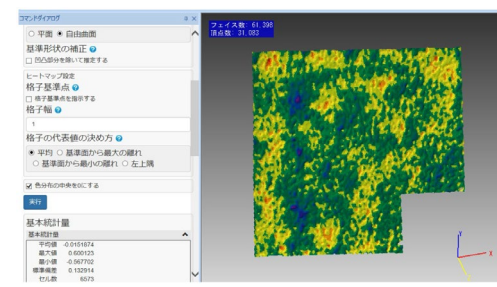 コマンドダイアログ
○ 平面 ● 自由曲面
基準形状の補正
凹凸部分を除いて推定する
ヒートマップ設定
格子基準点
格子基準点を指示する
格子幅
1
格子の代表値の決め方
平均 基準面から最大の離れ
基準面から最小の離れ 左上隅
色分布の中央を0にする
実行
基本統計量
基本統計量
平均値 -0.0151874
最大値 0.600123
最小値 -0.567702
標準偏差 0.132914
セル数 6575
フェイス数: 61,398
頂点数: 31,083
Y
X